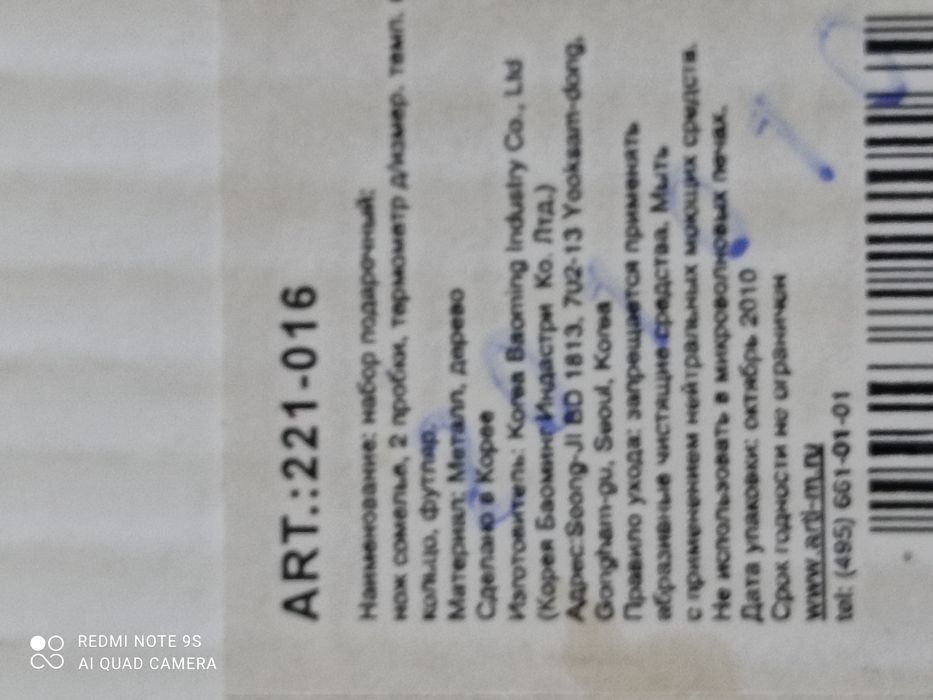 ART.:221-016
Наименование: набор подарочный:
нож сомелье, 2 пробки, термометр д/измер. темп.
кольцо, футляр.
Материал: Металл, дерево
Сделано в Корее
Изготовитель: Korea Baoming Industry Co., Ltd
(Корея Баоминг Индастри Ко. Лтд.)
Адрес:Seong-JI BD 1813, 702-13 Yooksam-dong,
Gongnam-gu, Seoul, Korea
Правило ухода: запрещается применять
абразивные чистящие средства. Мыть
с применением нейтральных моющих средств.
Не использовать в микроволновых печах.
Дата упаковки: октябрь 2010
Срок годности не ограничен
www.arti-m.ru
tel: (495) 661-01-01
REDMI NOTE 9S
AI QUAD CAMERA